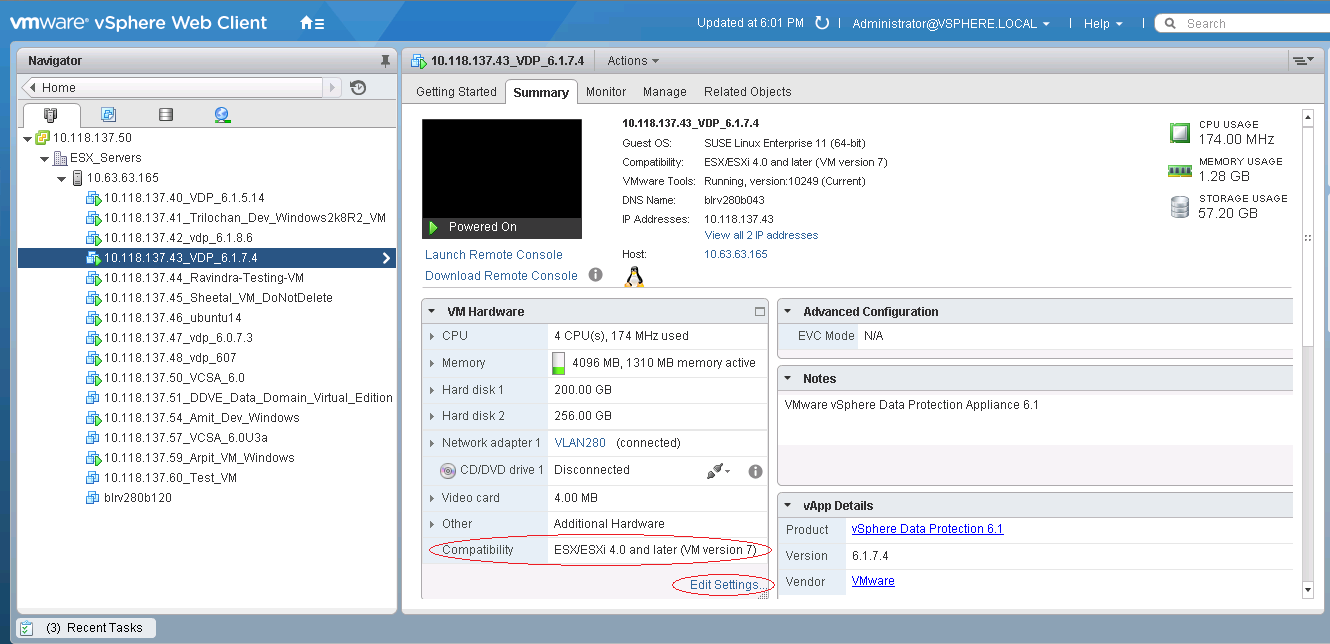 vmware® vSphere Web Client
Updated at 6:01 PM | Administrator@VSPHERE.LOCAL | Help | Search
Navigator
Home
10.118.137.50
ESX_Servers
10.63.63.165
10.118.137.40_VDP_6.1.5.14
10.118.137.41_Trilochan_Dev_Windows2k8R2_VM
10.118.137.42_vdp_6.1.8.6
10.118.137.43_VDP_6.1.7.4
10.118.137.44_Ravindra-Testing-VM
10.118.137.45_Sheetal_VM_DoNotDelete
10.118.137.46_ubuntu14
10.118.137.47_vdp_6.0.7.3
10.118.137.48_vdp_607
10.118.137.50_VCSA_6.0
10.118.137.51_DDVE_Data_Domain_Virtual_Edition
10.118.137.54_Amit_Dev_Windows
10.118.137.57_VCSA_6.0U3a
10.118.137.59_Arpit_VM_Windows
10.118.137.60_Test_VM
blrv280b120
10.118.137.43_VDP_6.1.7.4 Actions
Getting Started Summary Monitor Manage Related Objects
Powered On
Launch Remote Console
Download Remote Console
10.118.137.43_VDP_6.1.7.4
Guest OS: SUSE Linux Enterprise 11 (64-bit)
Compatibility: ESX/ESXi 4.0 and later (VM version 7)
VMware Tools: Running, version:10249 (Current)
DNS Name: blrv280b043
IP Addresses: 10.118.137.43
View all 2 IP addresses
Host: 10.63.63.165
CPU USAGE
174.00 MHz
MEMORY USAGE
1.28 GB
STORAGE USAGE
57.20 GB
VM Hardware
CPU 4 CPU(s), 174 MHz used
Memory 4096 MB, 1310 MB memory active
Hard disk 1 200.00 GB
Hard disk 2 256.00 GB
Network adapter 1 VLAN280 (connected)
CD/DVD drive 1 Disconnected
Video card 4.00 MB
Other Additional Hardware
Compatibility ESX/ESXi 4.0 and later (VM version 7)
Edit Settings...
Advanced Configuration
EVC Mode N/A
Notes
VMware vSphere Data Protection Appliance 6.1
vApp Details
Product vSphere Data Protection 6.1
Version 6.1.7.4
Vendor VMware
(3) Recent Tasks